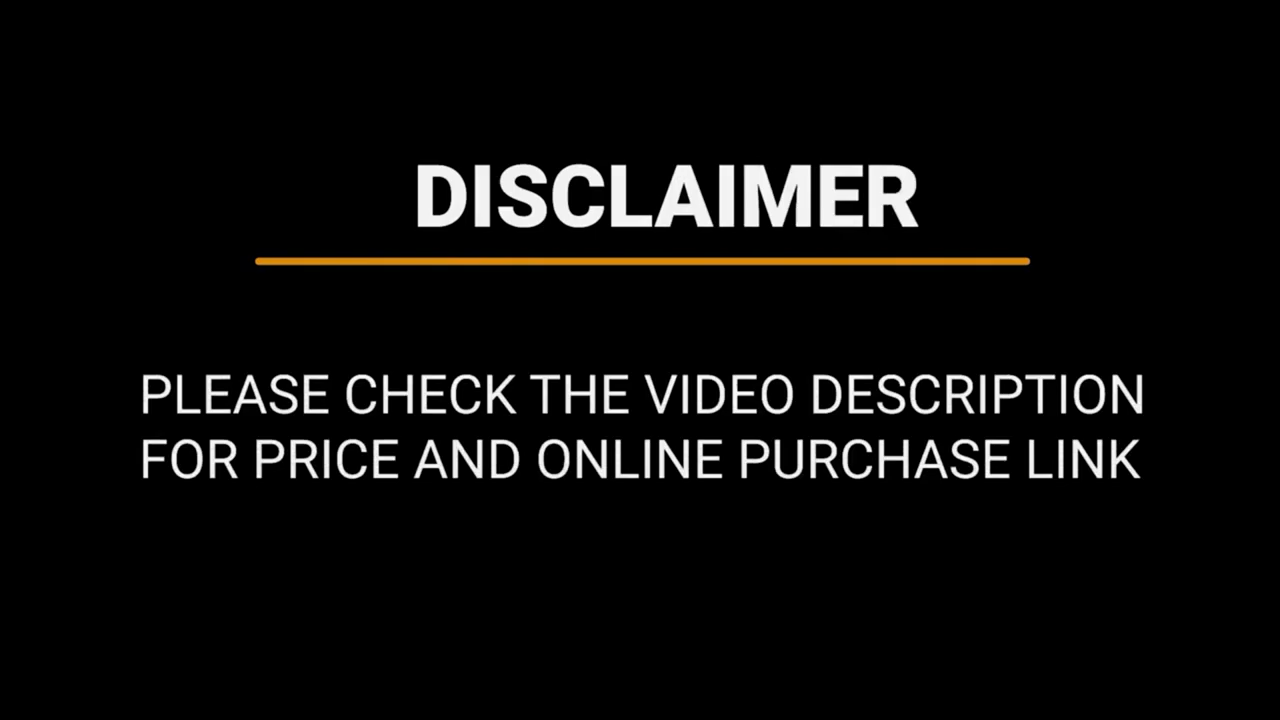 DISCLAIMER
PLEASE CHECK THE VIDEO DESCRIPTION
FOR PRICE AND ONLINE PURCHASE LINK